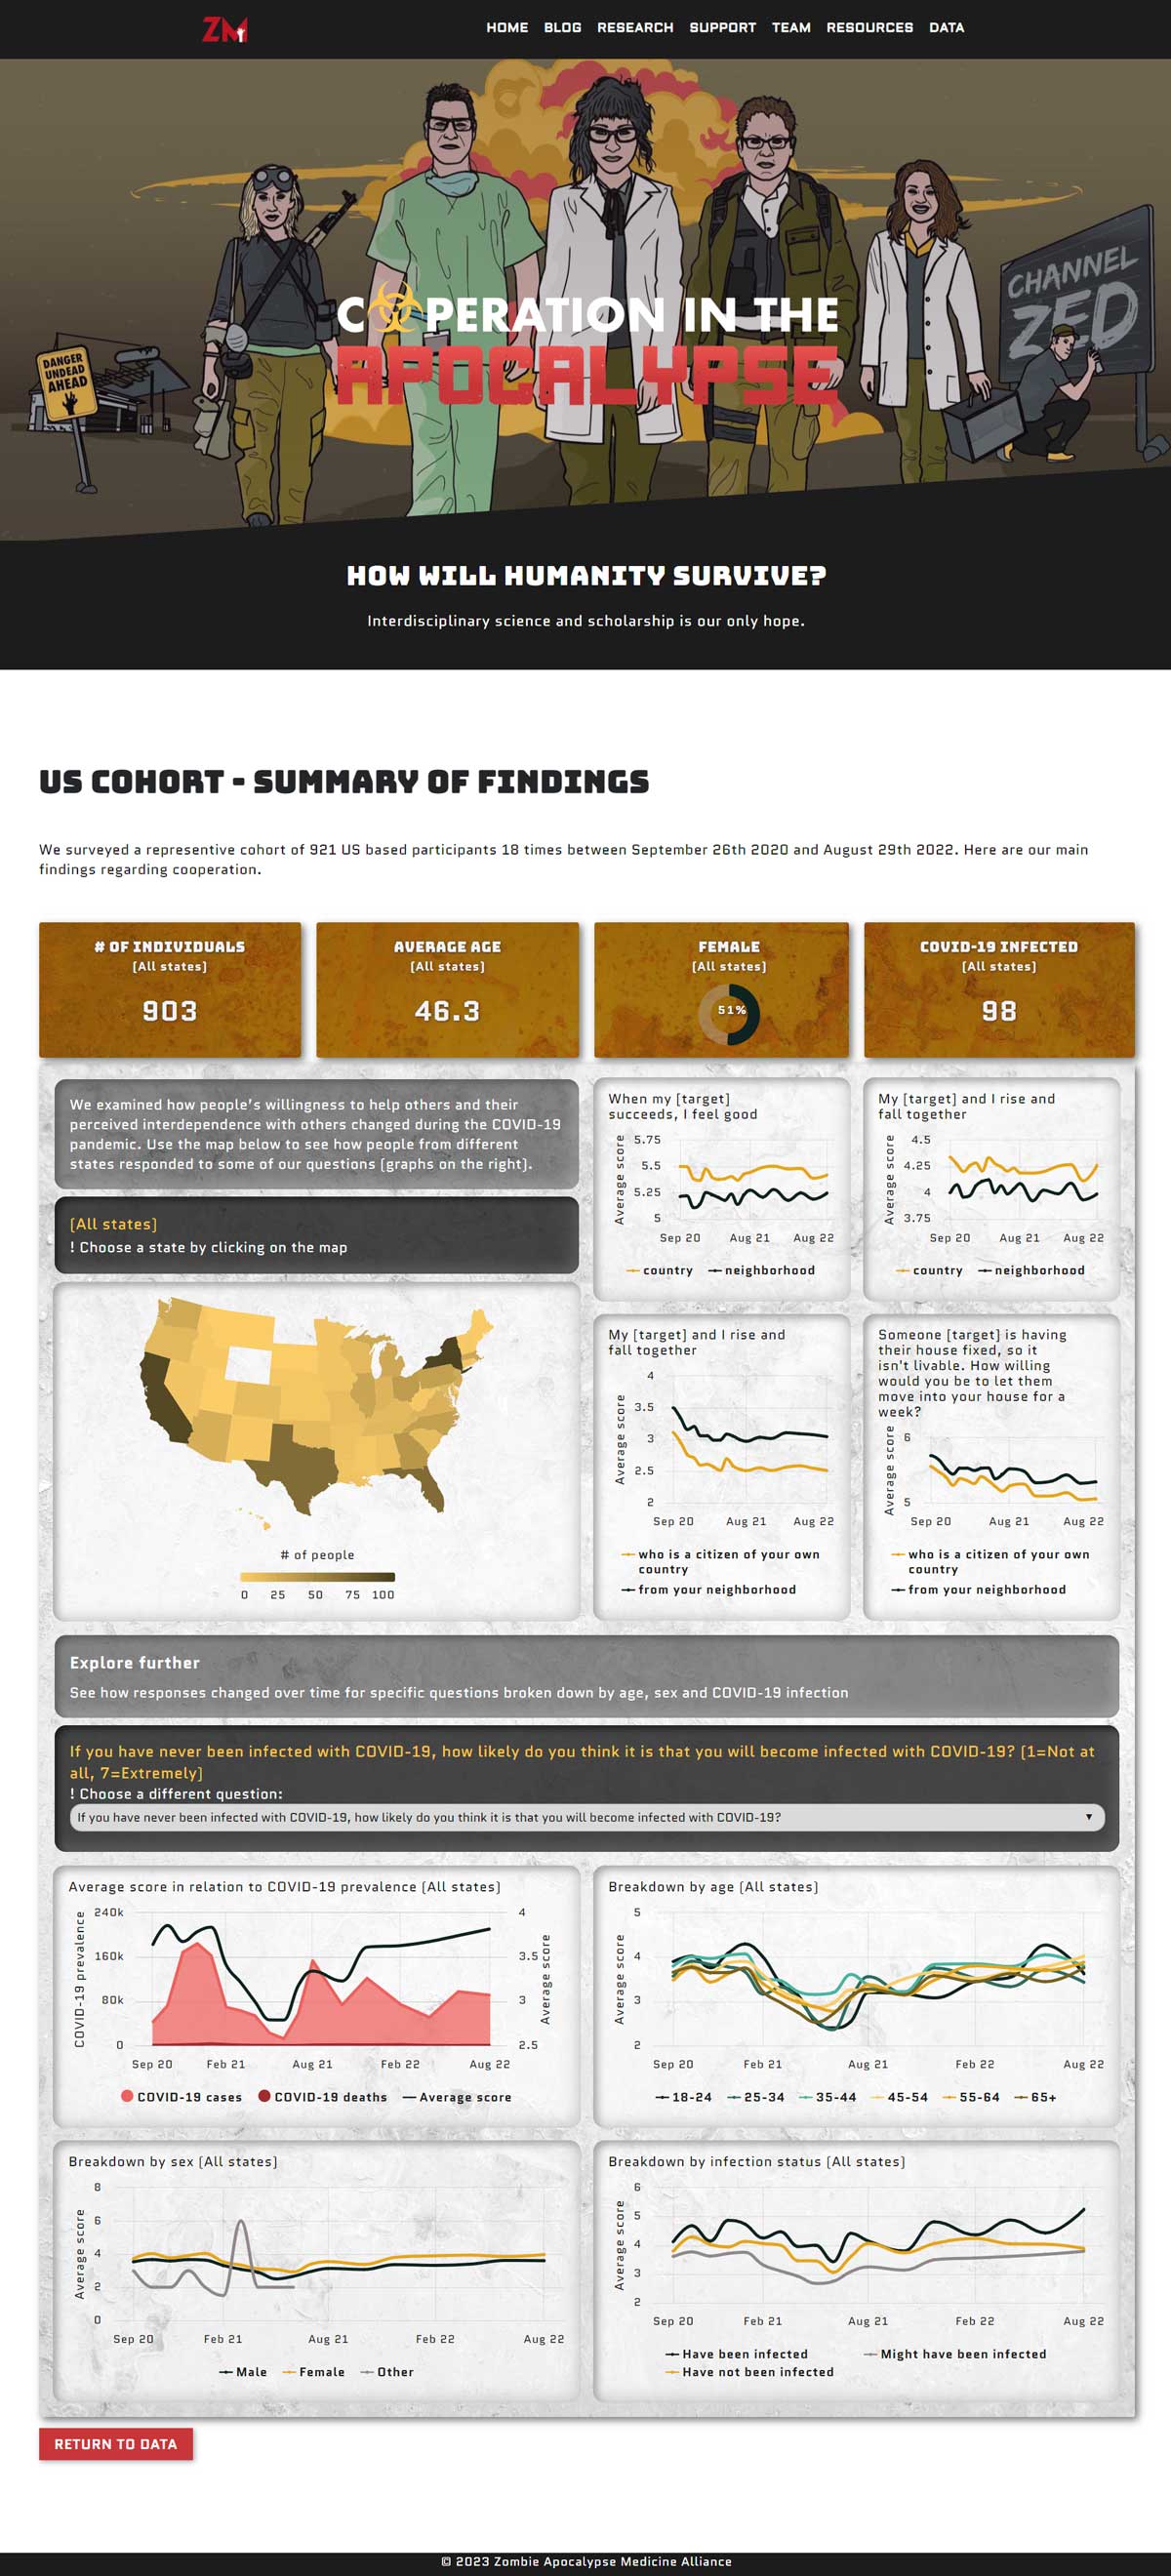 ZM
HOME BLOG RESEARCH SUPPORT TEAM RESOURCES DATA
DANGER
UNDEAD
AHEAD
CHANNEL
ZED
COPERATION IN THE
APOCALYPSE
HOW WILL HUMANITY SURVIVE?
Interdisciplinary science and scholarship is our only hope.
US COHORT - SUMMARY OF FINDINGS
We surveyed a representive cohort of 921 US based participants 18 times between September 26th 2020 and August 29th 2022. Here are our main
findings regarding cooperation.
# OF INDIVIDUALS
[All states]
903
AVERAGE AGE
[All states]
46.3
FEMALE
[All states]
51%
COVID-19 INFECTED
[All states]
98
We examined how people's willingness to help others and their
perceived interdependence with others changed during the COVID-19
pandemic. Use the map below to see how people from different
states responded to some of our questions [graphs on the right].
[All states]
! Choose a state by clicking on the map
# of people
0 25 50 75 100
When my [target]
succeeds, I feel good
Average score
5.75
5.5
5.25
5
Sep 20 Aug 21 Aug 22
country neighborhood
My [target] and I rise and
fall together
Average score
4.5
4.25
4
3.75
Sep 20 Aug 21 Aug 22
country neighborhood
My [target] and I rise and
fall together
Average score
4
3.5
3
2.5
2
Sep 20 Aug 21 Aug 22
who is a citizen of your own
country
from your neighborhood
Someone [target] is having
their house fixed, so it
isn't livable. How willing
would you be to let them
move into your house for a
week?
Average score
6
5
Sep 20 Aug 21 Aug 22
who is a citizen of your own
country
from your neighborhood
Explore further
See how responses changed over time for specific questions broken down by age, sex and COVID-19 infection
If you have never been infected with COVID-19, how likely do you think it is that you will become infected with COVID-19? [1=Not at
all, 7=Extremely]
! Choose a different question:
If you have never been infected with COVID-19, how likely do you think it is that you will become infected with COVID-19?
Average score in relation to COVID-19 prevalence [All states]
COVID-19 prevalence
240k
160k
80k
0
4
3.5
3
2.5
Average score
Sep 20 Feb 21 Aug 21 Feb 22 Aug 22
COVID-19 cases COVID-19 deaths Average score
Breakdown by age [All states]
Average score
5
4
3
2
Sep 20 Feb 21 Aug 21 Feb 22 Aug 22
18-24 25-34 35-44 45-54 55-64 65+
Breakdown by sex [All states]
Average score
8
6
4
2
0
Sep 20 Feb 21 Aug 21 Feb 22 Aug 22
Male Female Other
Breakdown by infection status [All states]
Average score
6
5
4
3
2
Sep 20 Feb 21 Aug 21 Feb 22 Aug 22
Have been infected Might have been infected
Have not been infected
RETURN TO DATA
© 2023 Zombie Apocalypse Medicine Alliance